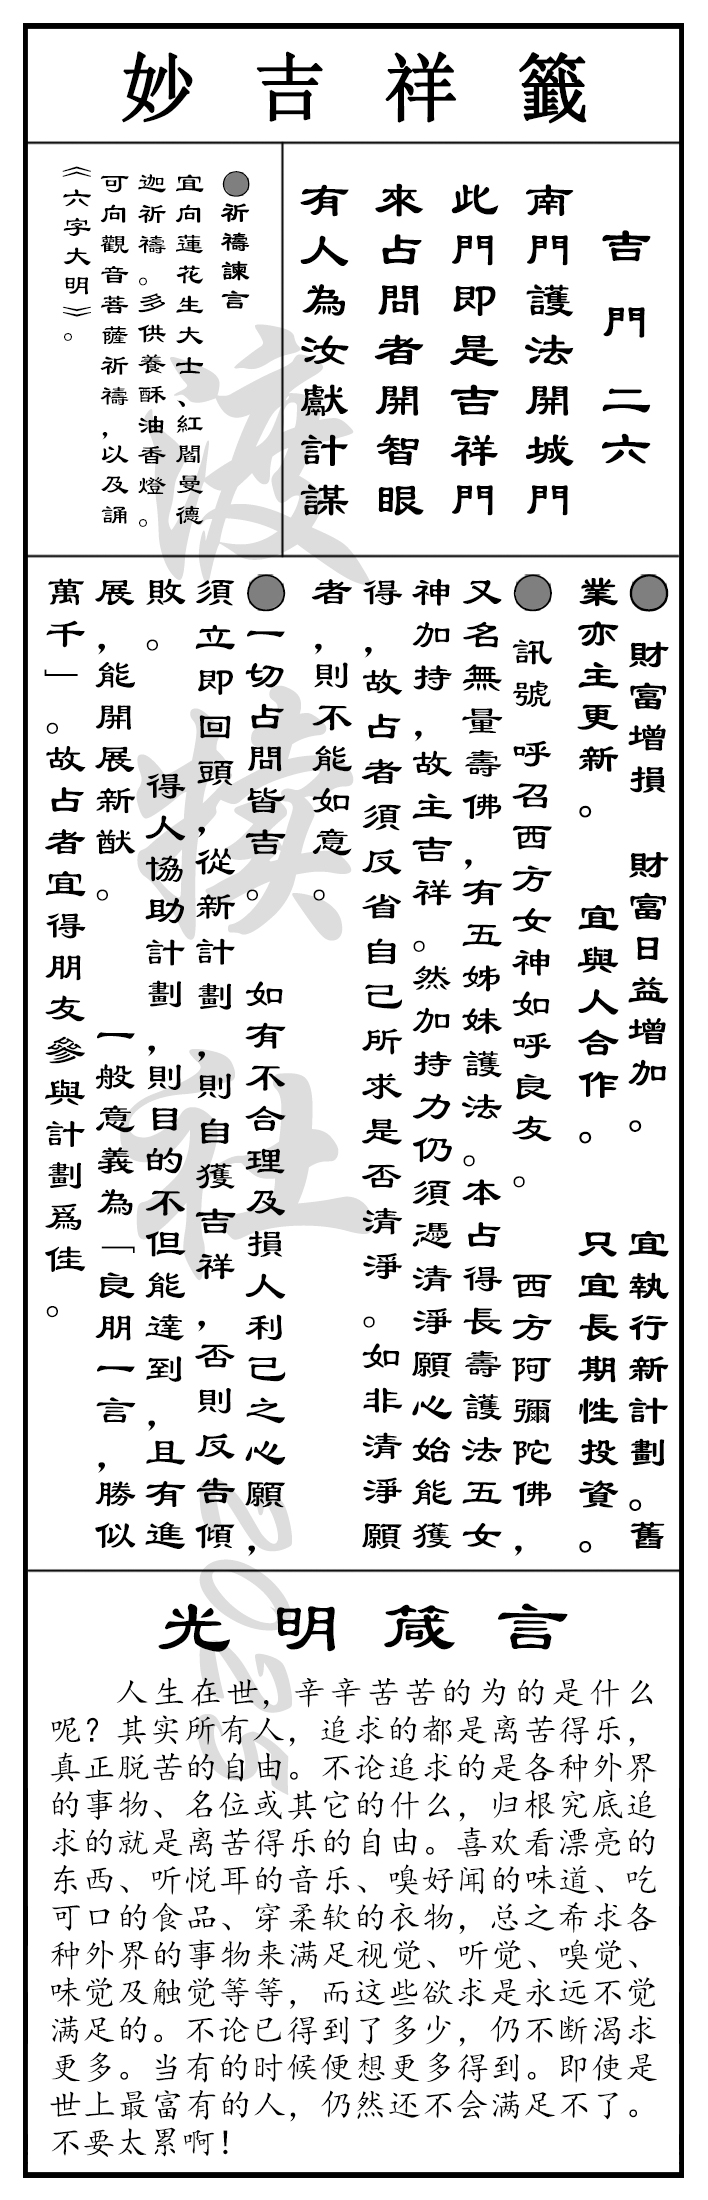 妙吉祥籤
吉門二六
南門護法開城門
此門即是吉祥門
來占問者開智眼
有人為汝獻計謀
●祈禱諫言
宜向蓮花生大士、紅閻曼德
迦祈禱。多供養酥油香燈。
可向觀音菩薩祈禱，以及誦
《六字大明》。
● 財富增損 財富日益增加。 宜執行新計劃。舊
業亦主更新。 宜與人合作。 只宜長期性投資。
● 訊號 呼召西方女神如呼良友。 西方阿彌陀佛，
又名無量壽佛，有五姊妹護法。本占得長壽護法五女
神加持，故主吉祥。然加持力仍須憑清淨願心始能獲
得，故占者須反省自己所求是否清淨。如非清淨願
者，則不能如意。
●一切占問皆吉。 如有不合理及損人利己之心願，
須立即回頭，從新計劃，則自獲吉祥，否則反告傾
敗。 得人協助計劃，則目的不但能達到，且有進
展，能開展新猷。 一般意義為「良朋一言，勝似
萬千」。故占者宜得朋友參與計劃爲佳。
光明箴言
人生在世，辛辛苦苦的为的是什么
呢？其实所有人，追求的都是离苦得乐，
真正脱苦的自由。不论追求的是各种外界
的事物、名位或其它的什么，归根究底追
求的就是离苦得乐的自由。喜欢看漂亮的
东西、听悦耳的音乐、嗅好闻的味道、吃
可口的食品、穿柔软的衣物，总之希求各
种外界的事物来满足视觉、听觉、嗅觉、
味觉及触觉等等，而这些欲求是永远不觉
满足的。不论已得到了多少，仍不断渴求
更多。当有的时候便想更多得到。即使是
世上最富有的人，仍然还不会满足不了。
不要太累啊！
渡犊社2025